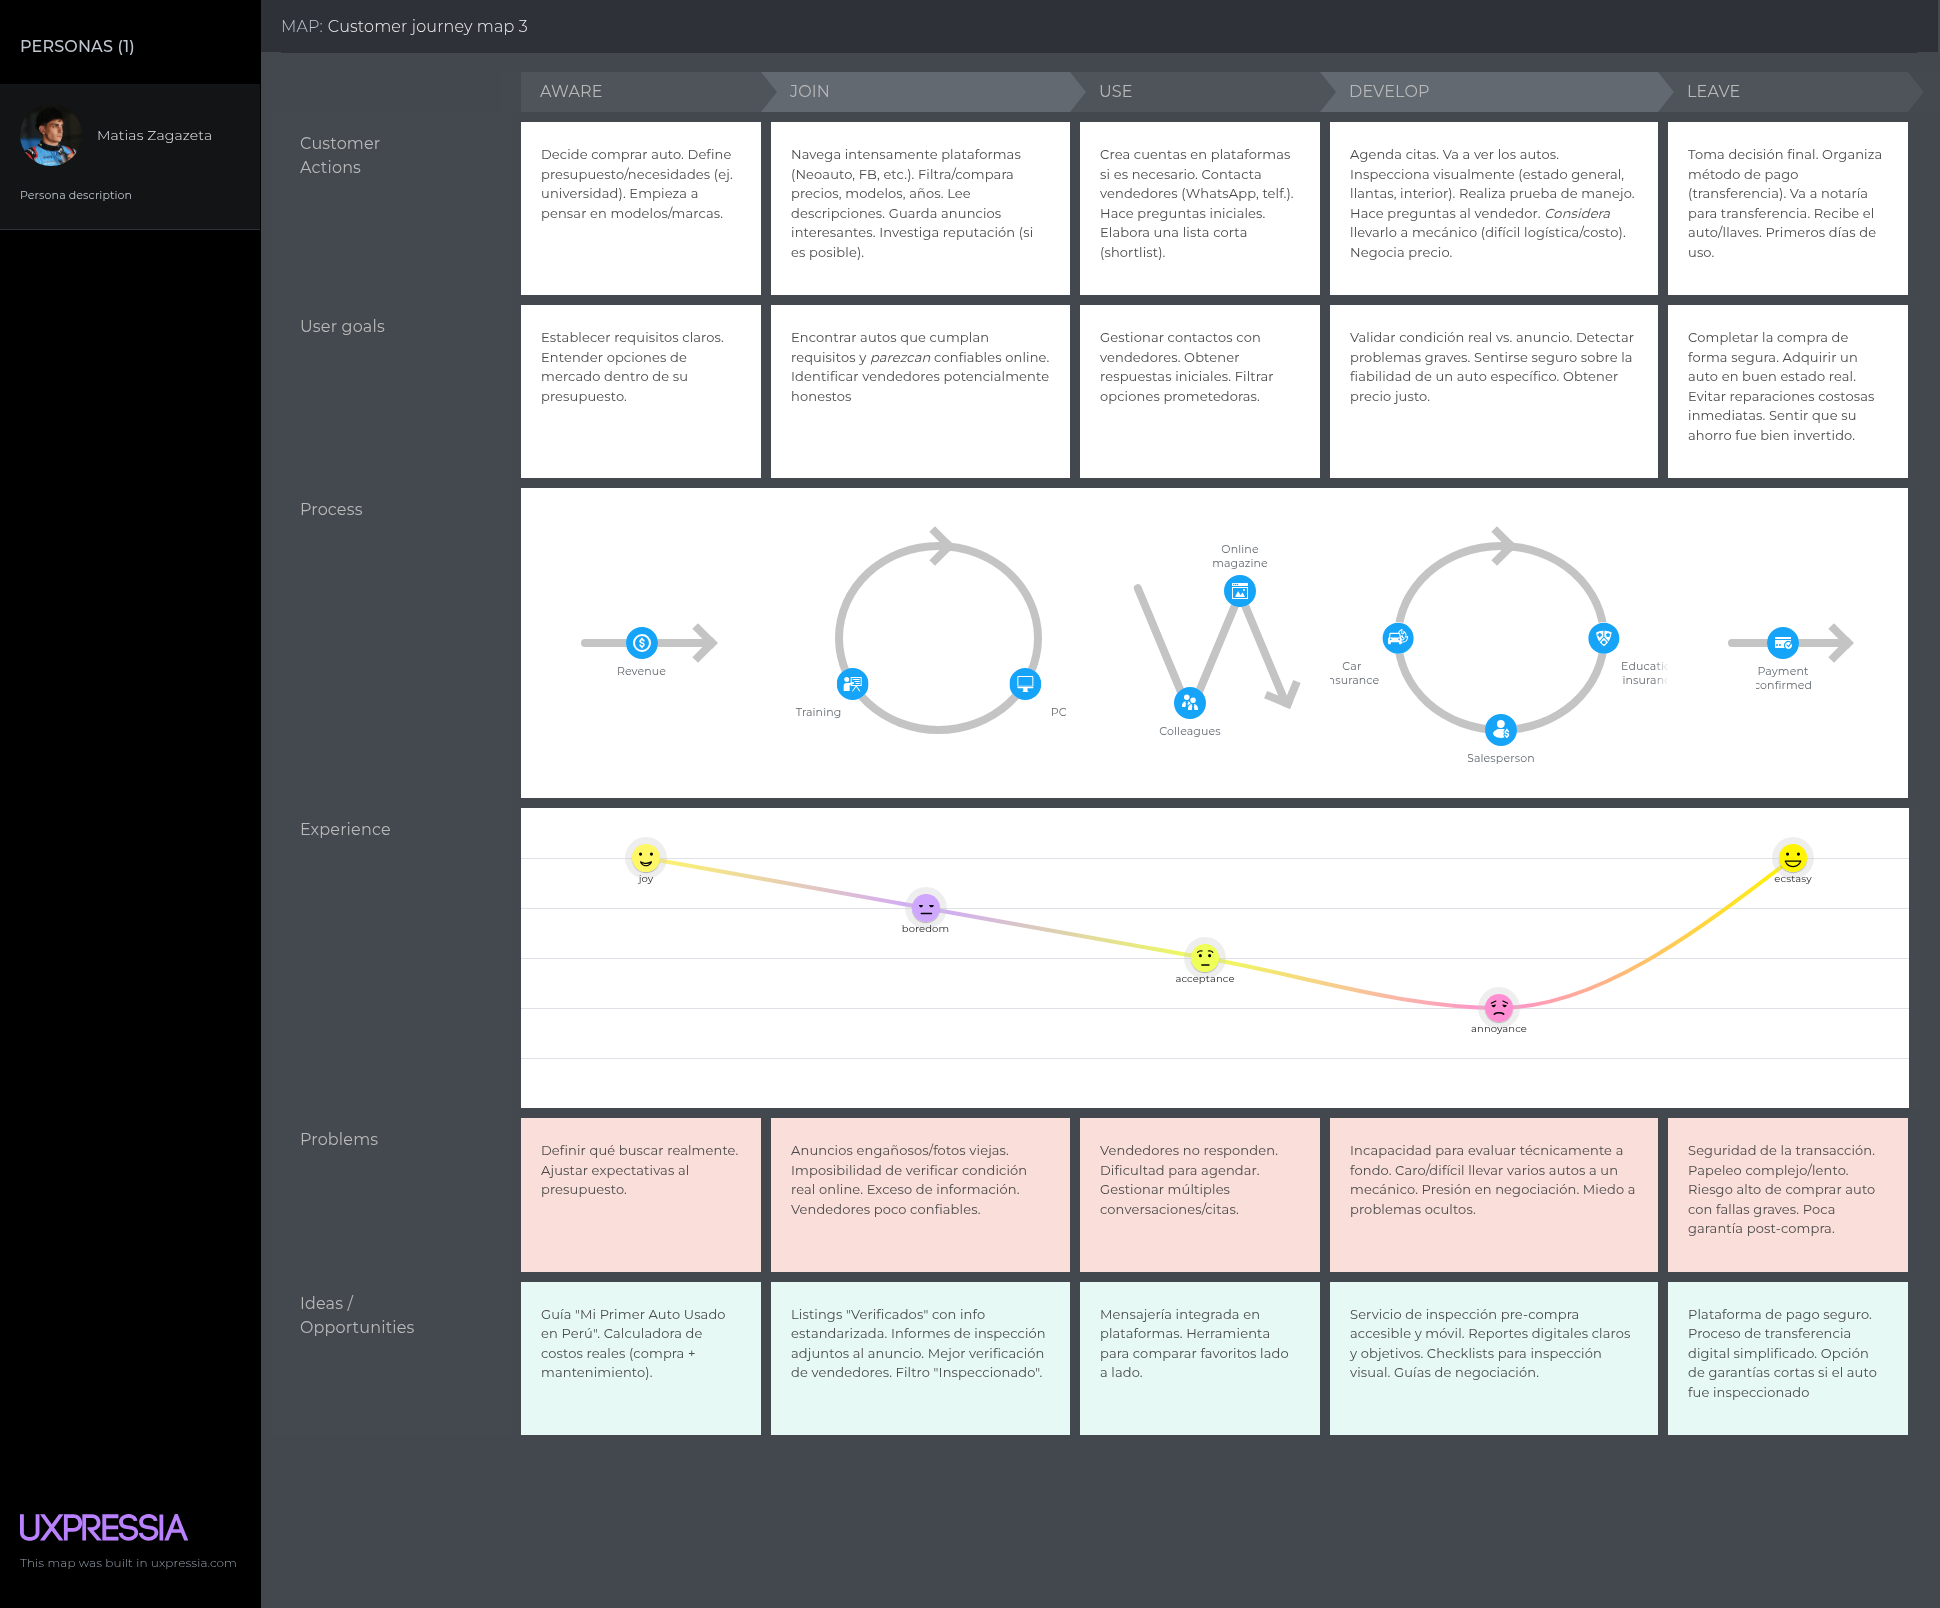 PERSONAS (1)
Matias Zagazeta
Persona description
MAP: Customer journey map 3
AWARE
JOIN
USE
DEVELOP
LEAVE
Customer
Actions
Decide comprar auto. Define
presupuesto/necesidades (ej.
universidad). Empieza a
pensar en modelos/marcas.
Navega intensamente plataformas
(Neoauto, FB, etc.). Filtra/compara
precios, modelos, años. Lee
descripciones. Guarda anuncios
interesantes. Investiga reputación (si
es posible).
Crea cuentas en plataformas
si es necesario. Contacta
vendedores (WhatsApp, telf.).
Hace preguntas iniciales.
Elabora una lista corta
(shortlist).
Agenda citas. Va a ver los autos.
Inspecciona visualmente (estado general,
llantas, interior). Realiza prueba de manejo.
Hace preguntas al vendedor. Considera
llevarlo a mecánico (difícil logística/costo).
Negocia precio.
Toma decisión final. Organiza
método de pago
(transferencia). Va a notaría
para transferencia. Recibe el
auto/llaves. Primeros días de
uso.
User goals
Establecer requisitos claros.
Entender opciones de
mercado dentro de su
presupuesto.
Encontrar autos que cumplan
requisitos y parezcan confiables online.
Identificar vendedores potencialmente
honestos
Gestionar contactos con
vendedores. Obtener
respuestas iniciales. Filtrar
opciones prometedoras.
Validar condición real vs. anuncio. Detectar
problemas graves. Sentirse seguro sobre la
fiabilidad de un auto específico. Obtener
precio justo.
Completar la compra de
forma segura. Adquirir un
auto en buen estado real.
Evitar reparaciones costosas
inmediatas. Sentir que su
ahorro fue bien invertido.
Process
Revenue
Training
PC
Colleagues
Online
magazine
Car
nsurance
Salesperson
Educatio
insuranc
Payment
confirmed
Experience
joy
boredom
acceptance
annoyance
ecstasy
Problems
Definir qué buscar realmente.
Ajustar expectativas al
presupuesto.
Anuncios engañosos/fotos viejas.
Imposibilidad de verificar condición
real online. Exceso de información.
Vendedores poco confiables.
Vendedores no responden.
Dificultad para agendar.
Gestionar múltiples
conversaciones/citas.
Incapacidad para evaluar técnicamente a
fondo. Caro/difícil llevar varios autos a un
mecánico. Presión en negociación. Miedo a
problemas ocultos.
Seguridad de la transacción.
Papeleo complejo/lento.
Riesgo alto de comprar auto
con fallas graves. Poca
garantía post-compra.
Ideas /
Opportunities
Guía "Mi Primer Auto Usado
en Perú". Calculadora de
costos reales (compra +
mantenimiento).
Listings "Verificados" con info
estandarizada. Informes de inspección
adjuntos al anuncio. Mejor verificación
de vendedores. Filtro "Inspeccionado".
Mensajería integrada en
plataformas. Herramienta
para comparar favoritos lado
a lado.
Servicio de inspección pre-compra
accesible y móvil. Reportes digitales claros
y objetivos. Checklists para inspección
visual. Guías de negociación.
Plataforma de pago seguro.
Proceso de transferencia
digital simplificado. Opción
de garantías cortas si el auto
fue inspeccionado
UXPRESSIA
This map was built in uxpressia.com